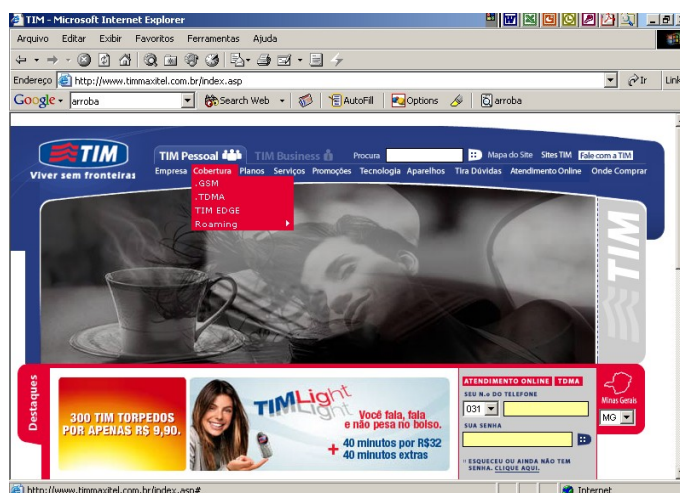 TIM - Microsoft Internet Explorer
Arquivo Editar Exibir Favoritos Ferramentas Ajuda
Endereço http://www.timmaxitel.com.br/index.asp Ir Link
Google arroba Search Web AutoFill Options arroba
TIM
Viver sem fronteiras
TIM Pessoal TIM Business Procura Mapa do Site Sites TIM Fale com a TIM
Empresa Cobertura Planos Serviços Promoções Tecnologia Aparelhos Tira Dúvidas Atendimento Online Onde Comprar
.GSM
.TDMA
TIM EDGE
Roaming
TIM
Destaques
300 TIM TORPEDOS
POR APENAS R$ 9,90.
TIMLight
Light
Você fala, fala
e não pesa no bolso.
+ 40 minutos por R$32
40 minutos extras
ATENDIMENTO ONLINE TDMA
SEU N.o DO TELEFONE
031
SUA SENHA
ESQUECEU OU AINDA NÃO TEM
SENHA. CLIQUE AQUI.
Minas Gerais
MG
http://www.timmaxitel.com.br/index.asp# Internet